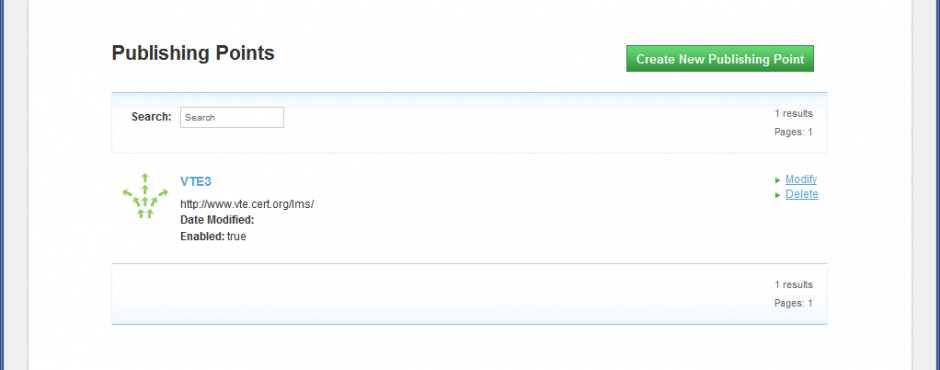 Publishing Points
Create New Publishing Point
Search: Search
1 results
Pages: 1
VTE3
http://www.vte.cert.org/lms/
Date Modified:
Enabled: true
Modify
Delete
1 results
Pages: 1